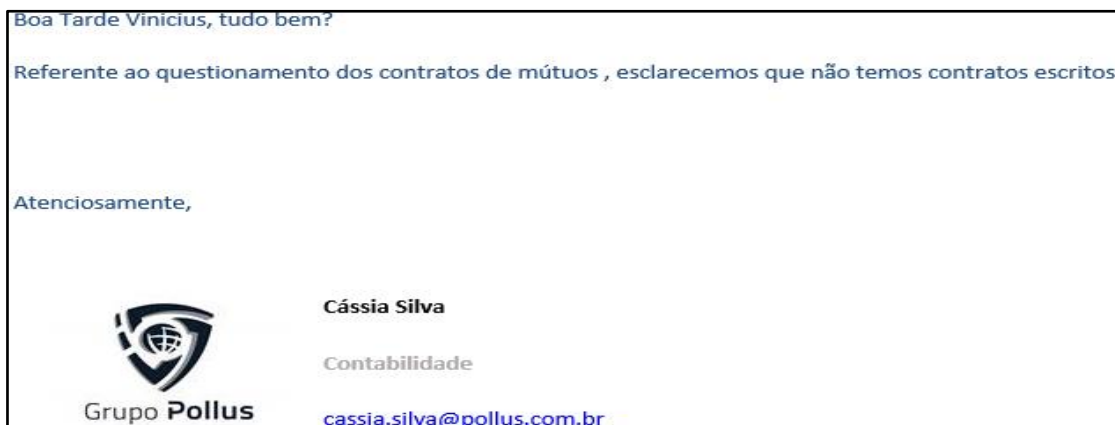 Boa Tarde Vinicius, tudo bem?
Referente ao questionamento dos contratos de mútuos , esclarecemos que não temos contratos escritos
Atenciosamente,
Cássia Silva
Contabilidade
Grupo Pollus
cassia.silva@pollus.com.br